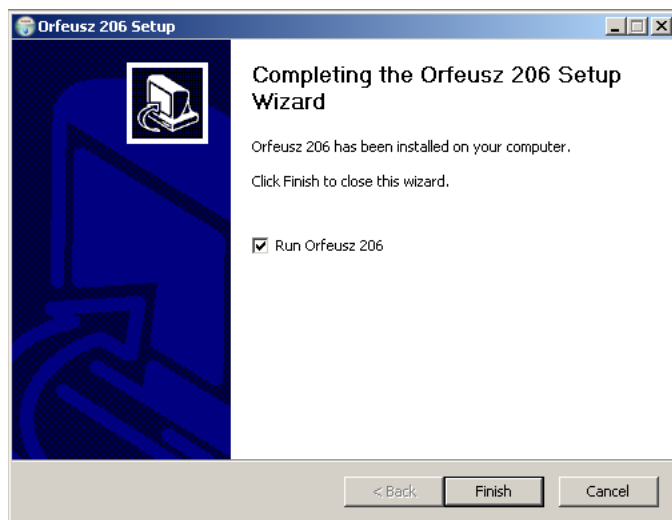 Orfeusz 206 Setup
Completing the Orfeusz 206 Setup
Wizard
Orfeusz 206 has been installed on your computer.
Click Finish to close this wizard.
Run Orfeusz 206
< Back
Finish
Cancel